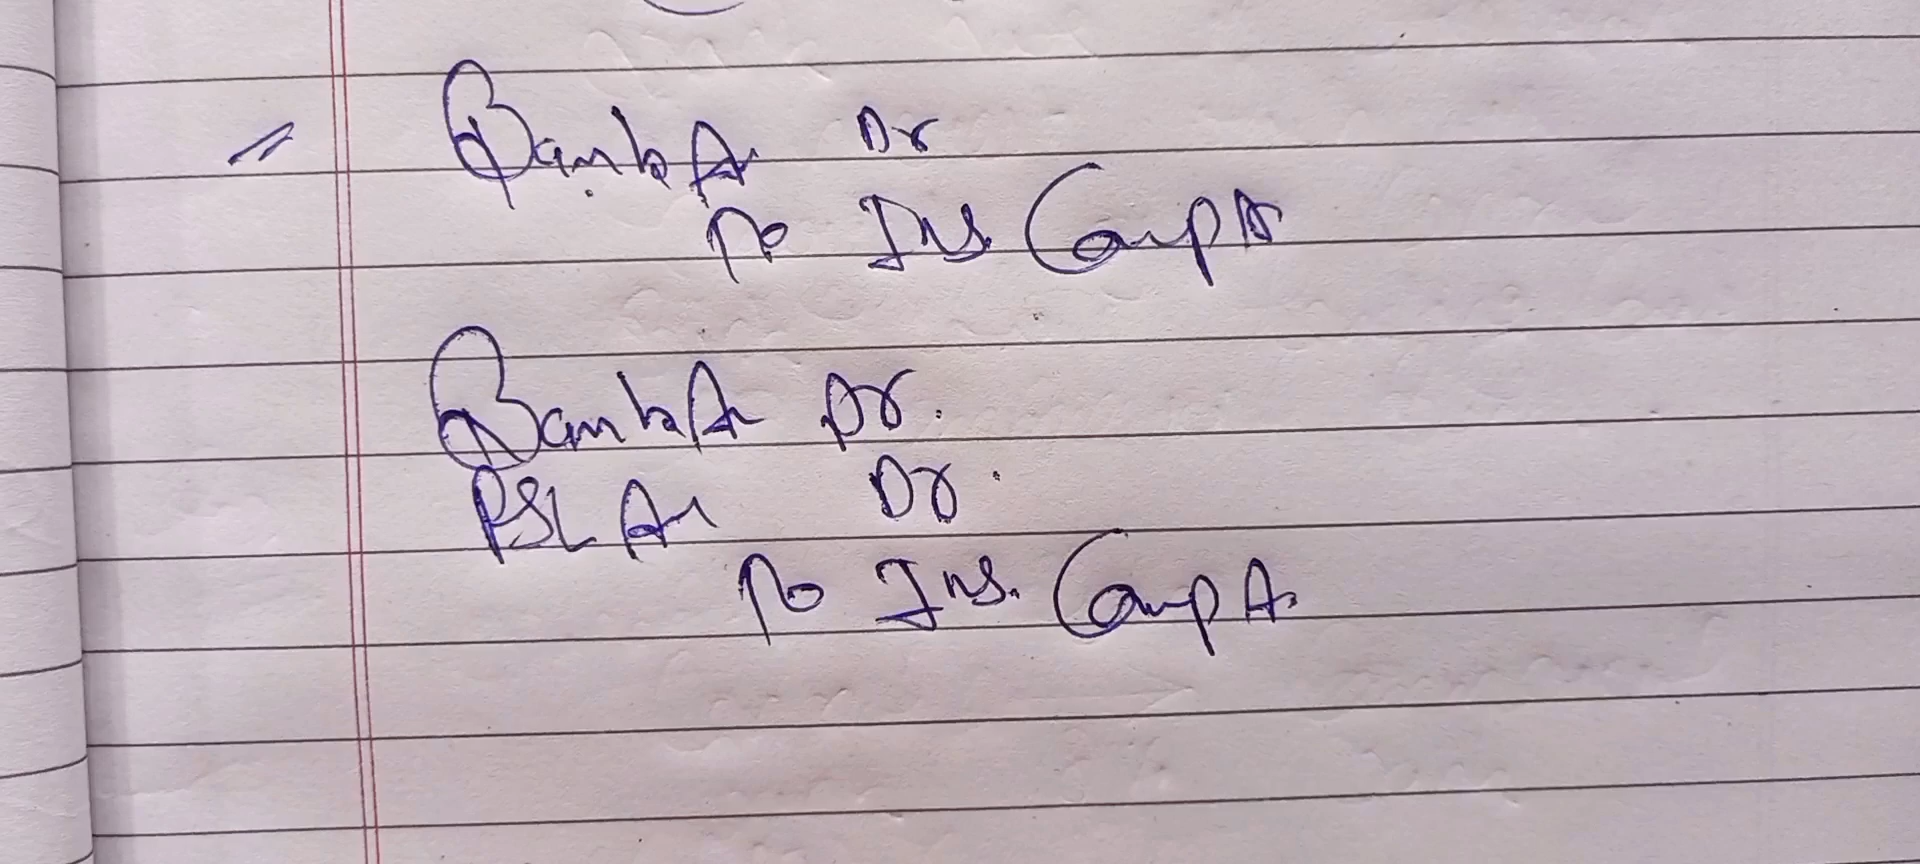 " Bank A Dr
To Ins. Comp A
Bank A Dr.
P&L A Dr.
To Ins. Comp A